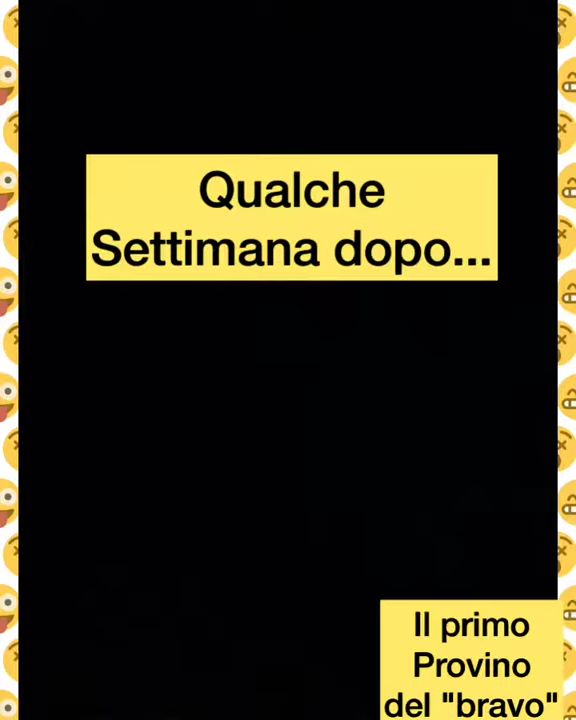 Qualche
Settimana dopo...
Il primo
Provino
del "bravo"